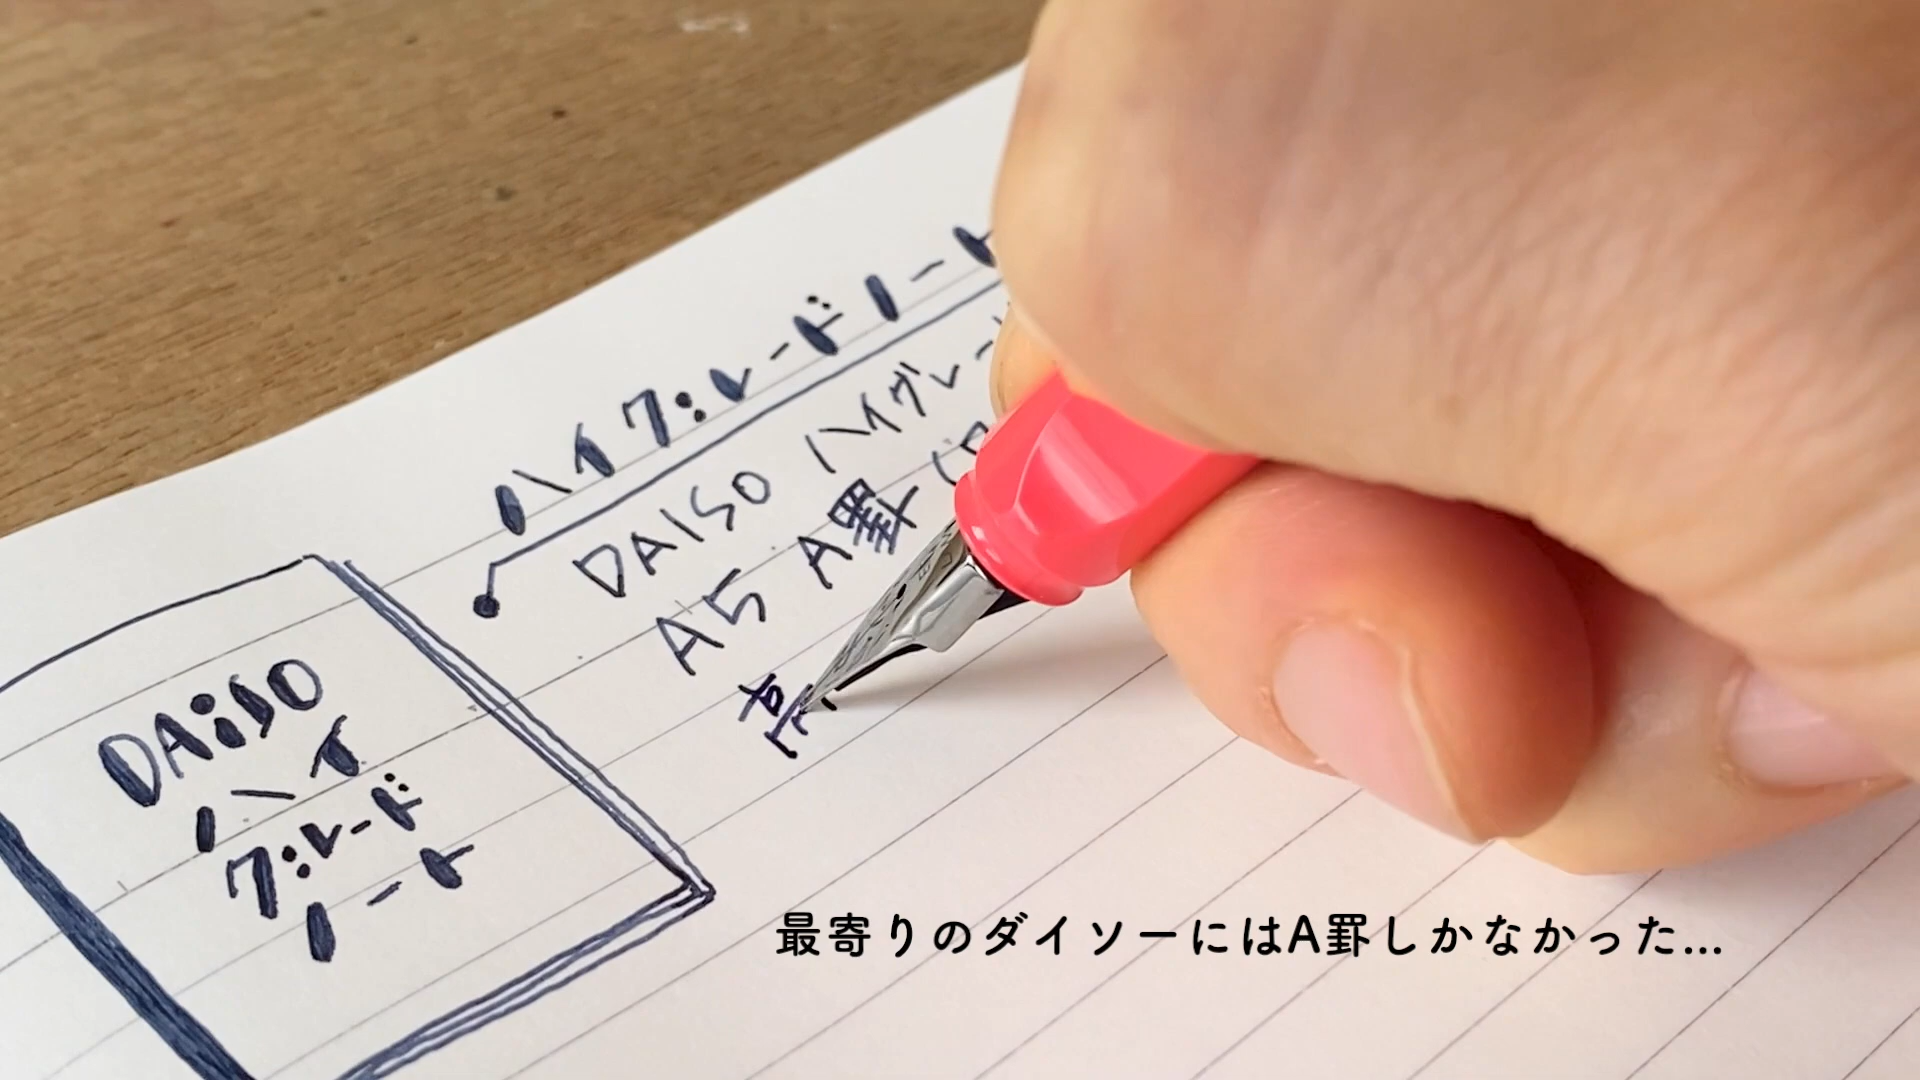 ハイグレードノート
DAISO ハイグレー
A5 A罫
高
DAiSO
ハイ
グレード
ノート
最寄りのダイソーにはA罫しかなかった…